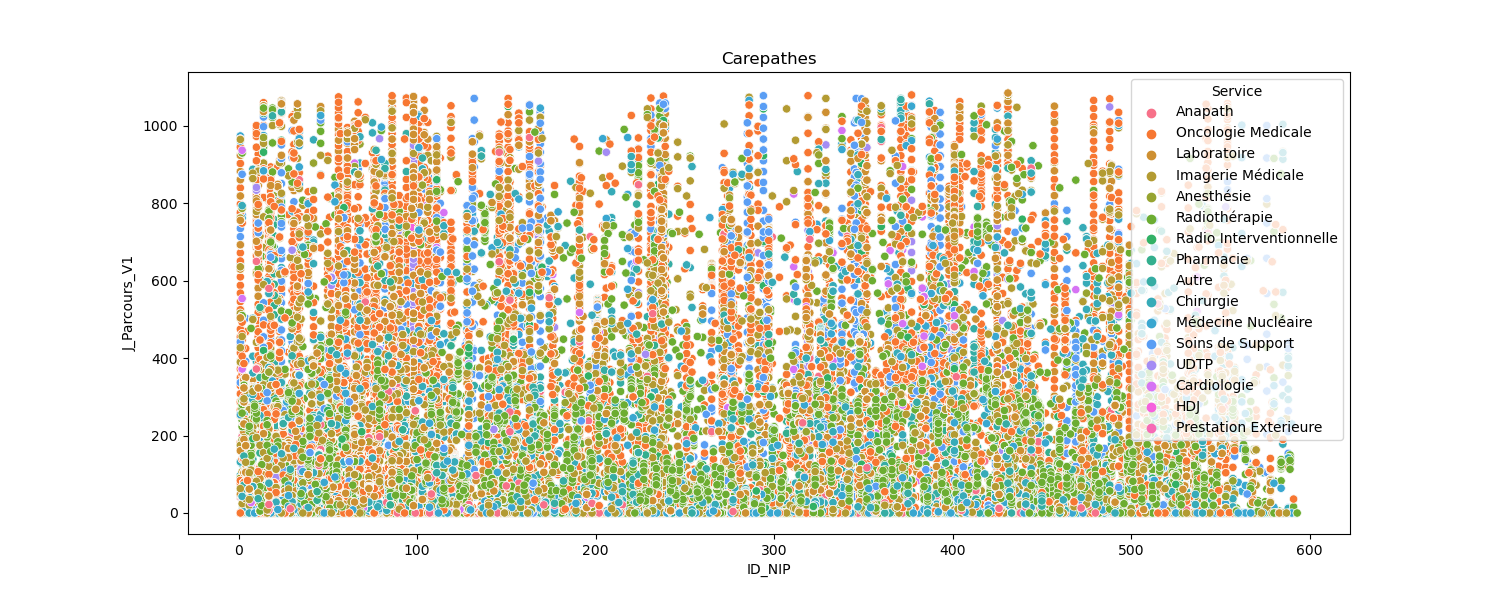 Carepathes
J_Parcours_V1
1000
800
600
400
200
0
0 100 200 300 400 500 600
ID_NIP
Service
Anapath
Oncologie Medicale
Laboratoire
Imagerie Médicale
Anesthésie
Radiothérapie
Radio Interventionnelle
Pharmacie
Autre
Chirurgie
Médecine Nucléaire
Soins de Support
UDTP
Cardiologie
HDJ
Prestation Exterieure